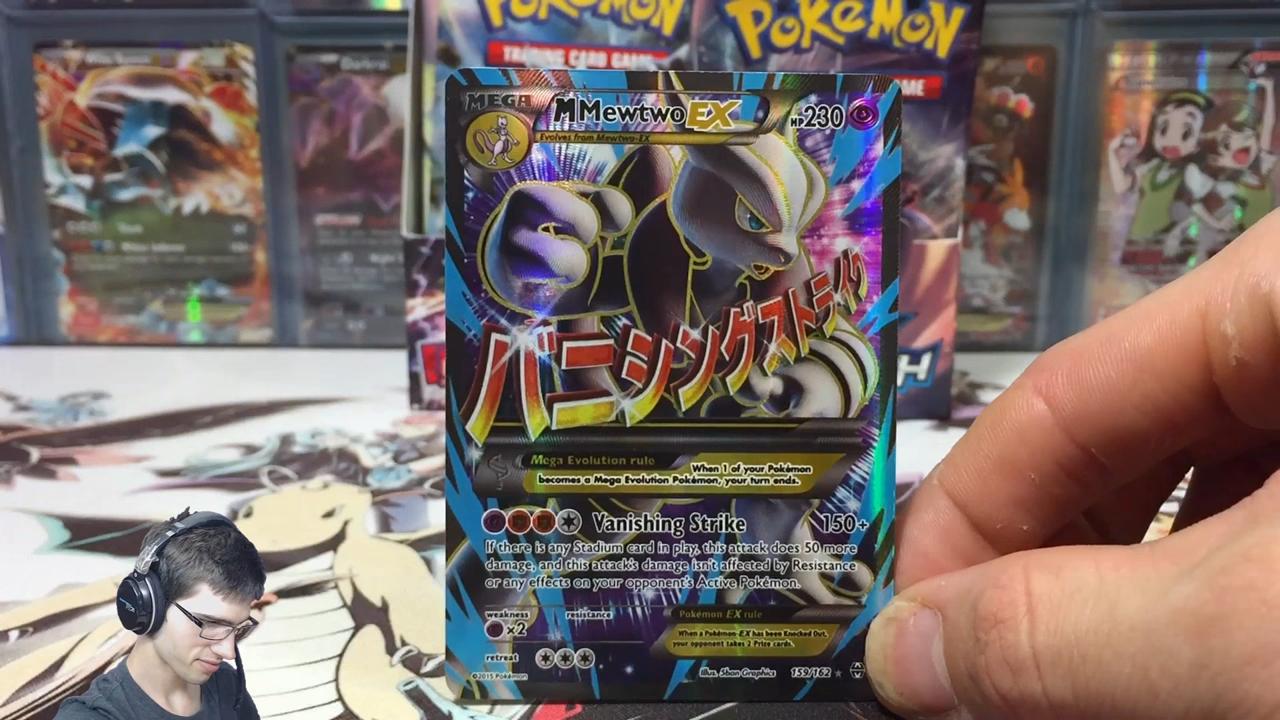 POKéMON
POKéMON
TRADING CARD GAME
GAME
MEGA
M Mewtwo EX
HP230
Evolves from Mewtwo-EX
バニシングストライク
Mega Evolution rule
When 1 of your Pokémon
becomes a Mega Evolution Pokémon, your turn ends.
Vanishing Strike 150+
If there is any Stadium card in play, this attack does 50 more
damage, and this attack's damage isn't affected by Resistance
or any effects on your opponent's Active Pokémon.
weakness resistance
×2
Pokémon EX rule
When a Pokémon-EX has been Knocked Out,
your opponent takes 2 Prize cards.
retreat
©2015 Pokémon
Illus. 5ban Graphics
159/162 ★